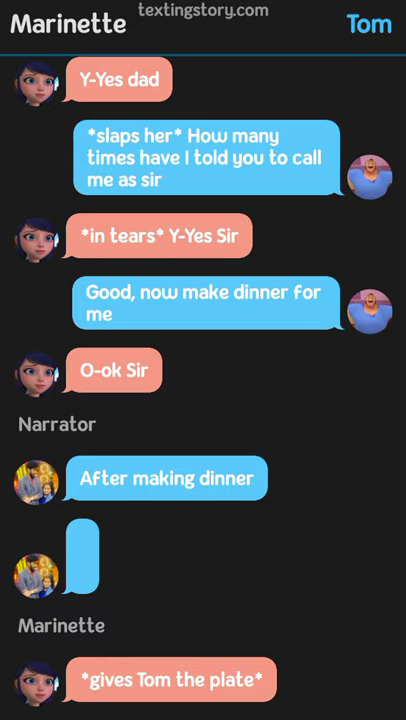 textingstory.com
Marinette
Tom
Y-Yes dad
*slaps her* How many
times have I told you to call
me as sir
*in tears* Y-Yes Sir
Good, now make dinner for
me
O-ok Sir
Narrator
After making dinner
Marinette
*gives Tom the plate*